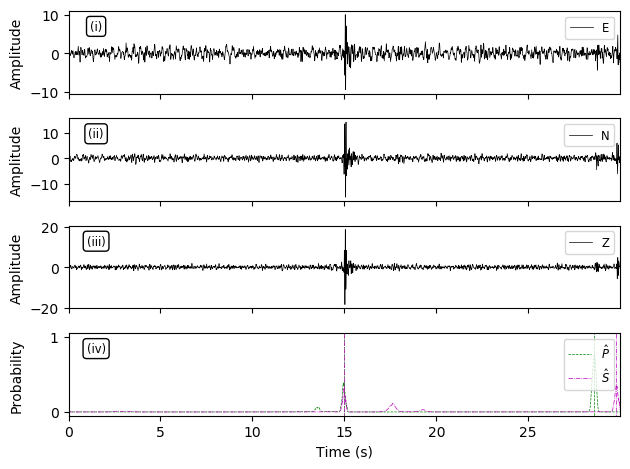 Amplitude
10
0
−10
(i)
E
Amplitude
10
0
−10
(ii)
N
Amplitude
20
0
−20
(iii)
Z
Probability
1
0
(iv)
P̂
Ŝ
0 5 10 15 20 25
Time (s)